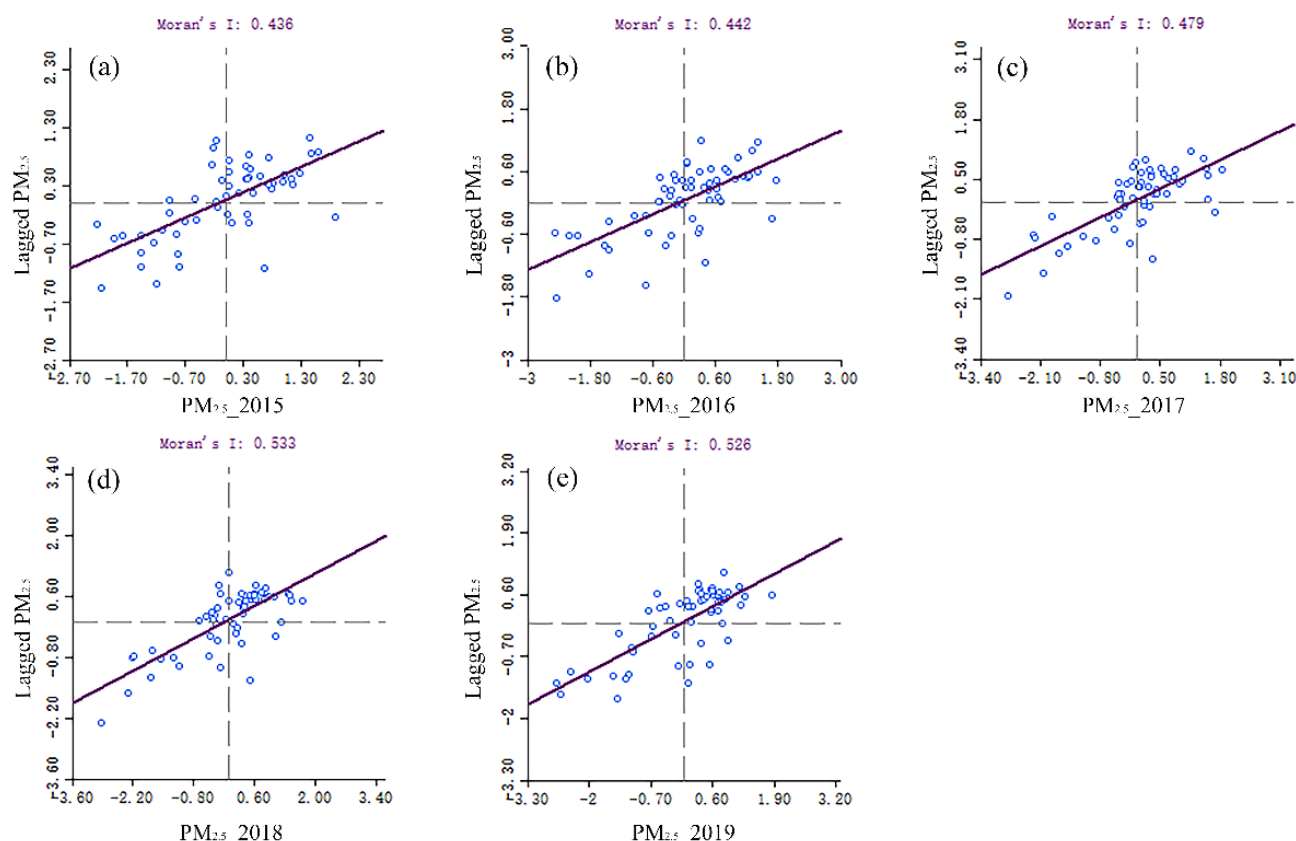 Moran's I: 0.436
(a)
Lagged PM2.5
2.30
1.30
0.30
-0.70
-1.70
-2.70
-2.70 -1.70 -0.70 0.30 1.30 2.30
PM2.5_2015
Moran's I: 0.442
(b)
Lagged PM2.5
3.00
1.80
0.60
-0.60
-1.80
-3
-3 -1.80 -0.60 0.60 1.80 3.00
PM2.5_2016
Moran's I: 0.479
(c)
Lagged PM2.5
3.10
1.80
0.50
-0.80
-2.10
-3.40
-3.40 -2.10 -0.80 0.50 1.80 3.10
PM2.5_2017
Moran's I: 0.533
(d)
Lagged PM2.5
3.40
2.00
0.60
-0.80
-2.20
-3.60
-3.60 -2.20 -0.80 0.60 2.00 3.40
PM2.5_2018
Moran's I: 0.526
(e)
Lagged PM2.5
3.20
1.90
0.60
-0.70
-2
-3.30
-3.30 -2 -0.70 0.60 1.90 3.20
PM2.5_2019